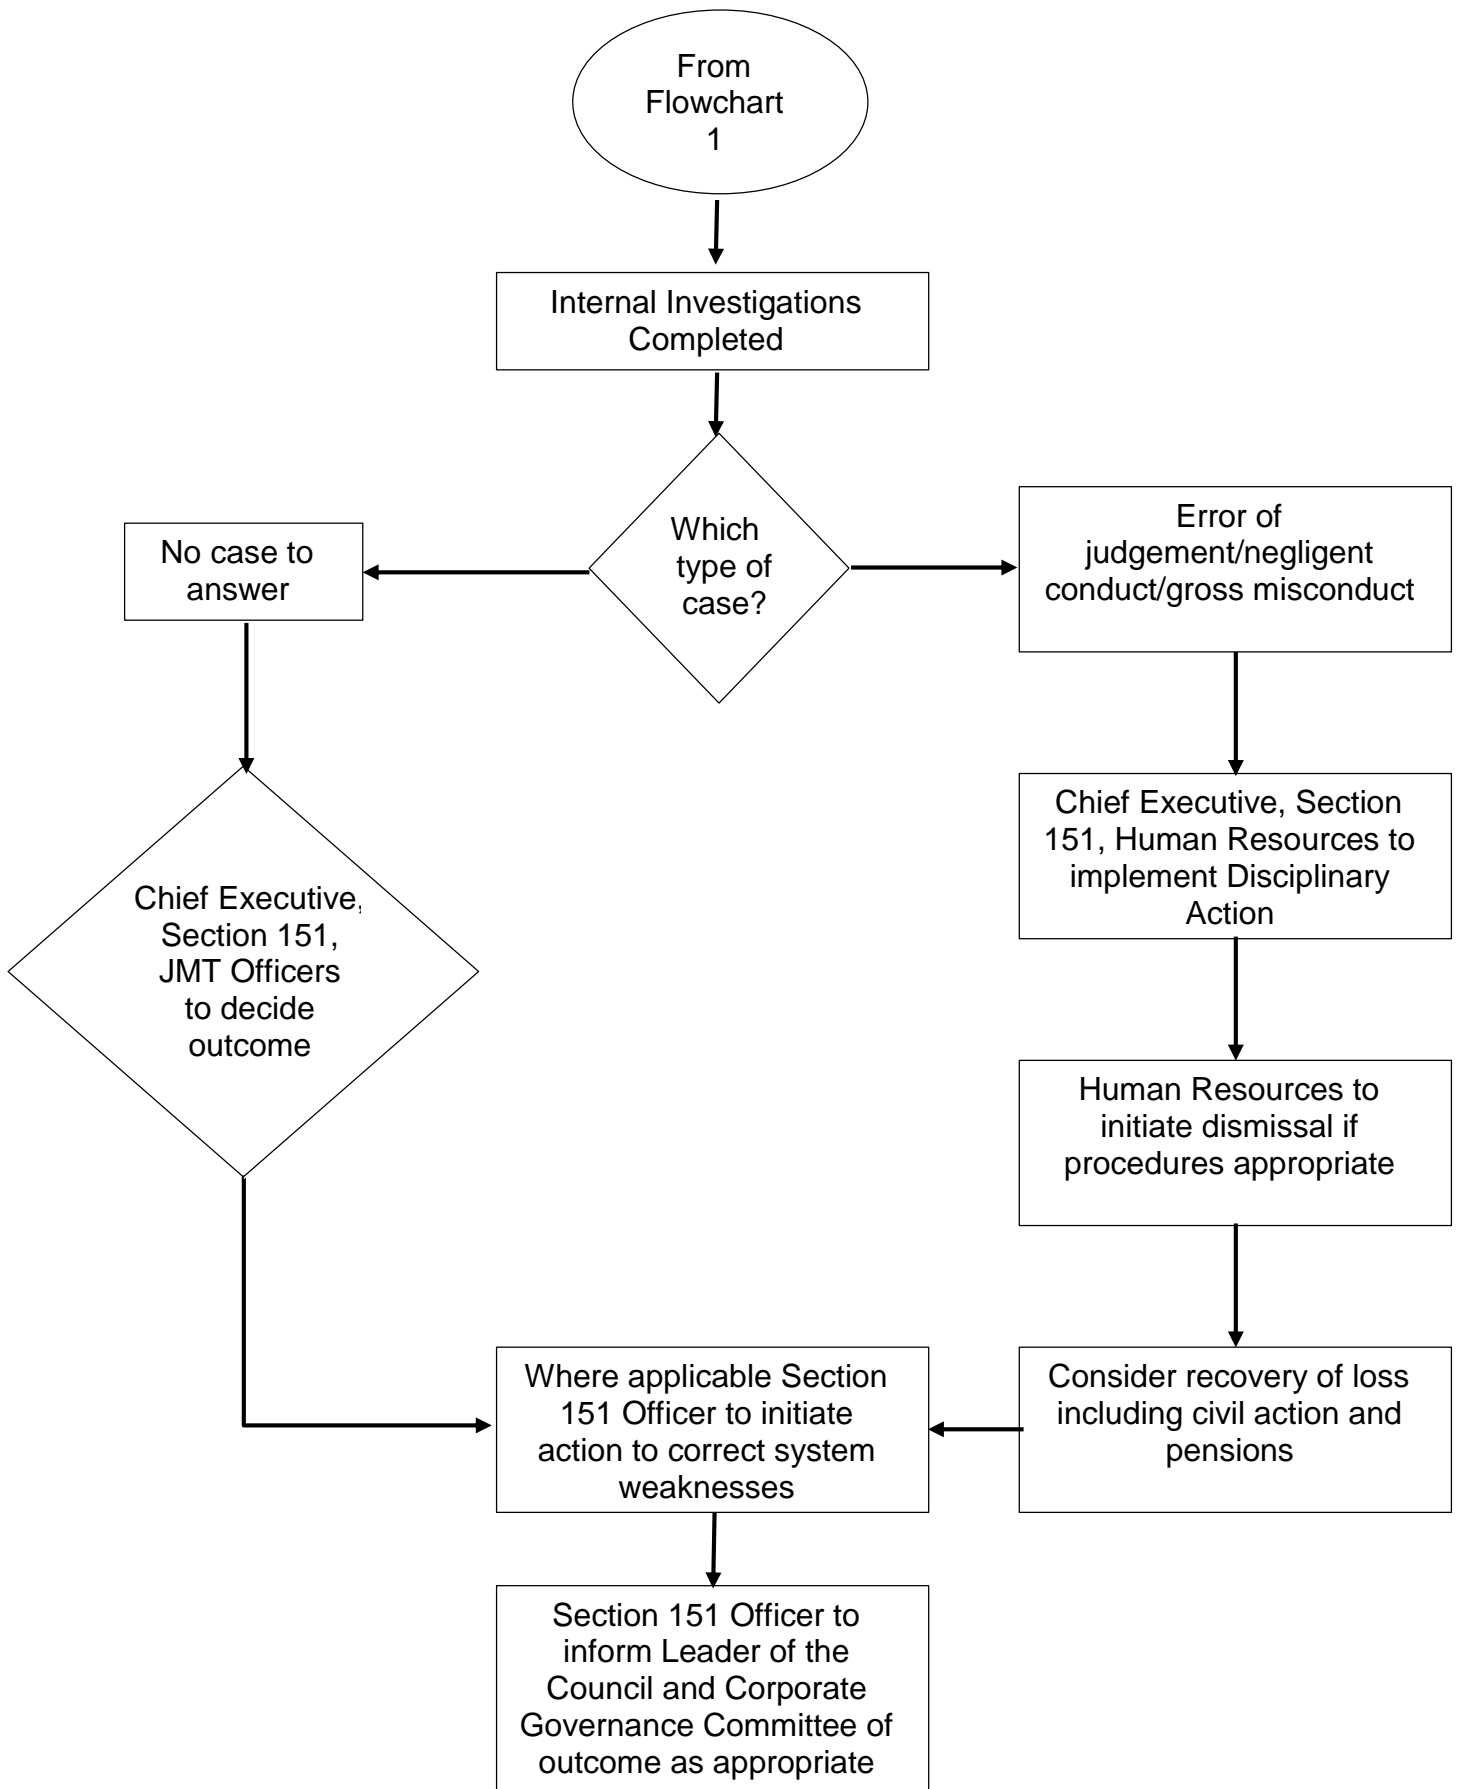 From
Flowchart
1
Internal Investigations
Completed
Which
type of
case?
No case to
answer
Error of
judgement/negligent
conduct/gross misconduct
Chief Executive,
Section 151,
JMT Officers
to decide
outcome
Chief Executive, Section
151, Human Resources to
implement Disciplinary
Action
Human Resources to
initiate dismissal if
procedures appropriate
Consider recovery of loss
including civil action and
pensions
Where applicable Section
151 Officer to initiate
action to correct system
weaknesses
Section 151 Officer to
inform Leader of the
Council and Corporate
Governance Committee of
outcome as appropriate